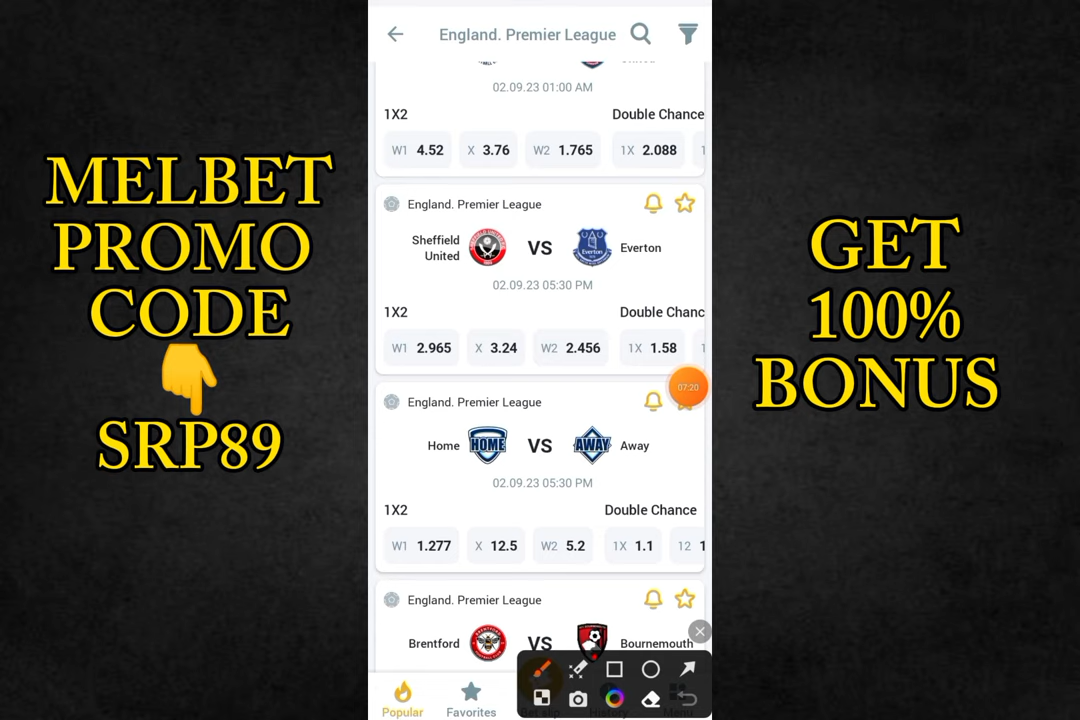 MELBET
PROMO
CODE
SRP89
England. Premier League
02.09.23 01:00 AM
1X2 Double Chance
W1 4.52 X 3.76 W2 1.765 1X 2.088
England. Premier League
Sheffield
United
VS
Everton
02.09.23 05:30 PM
1X2 Double Chance
W1 2.965 X 3.24 W2 2.456 1X 1.58
07:20
England. Premier League
Home HOME VS AWAY Away
02.09.23 05:30 PM
1X2 Double Chance
W1 1.277 X 12.5 W2 5.2 1X 1.1 12 1
England. Premier League
Brentford VS Bournemouth
Popular Favorites
GET
100%
BONUS